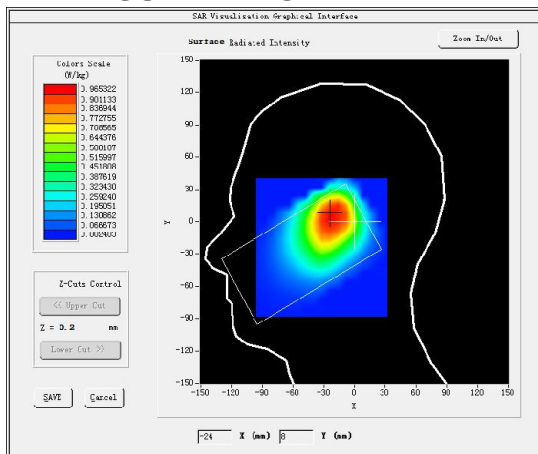 SAR Visualisation Graphical Interface
Surface Radiated Intensity
Zoom In/Out
Colors Scale
(W/kg)
0.965322
0.901133
0.836944
0.772755
0.708565
0.644376
0.500107
0.515997
0.451808
0.387619
0.323430
0.259240
0.195051
0.130862
0.066673
0.002483
Z-Cuts Control
<< Upper Cut
Z = 0.2 mm
Lower Cut >>
SAVE
Cancel
150
120
90
60
30
0
-30
-60
-90
-120
-150
Y
-150 -120 -90 -60 -30 0 30 60 90 120 150
X
-24 X (mm) 8 Y (mm)